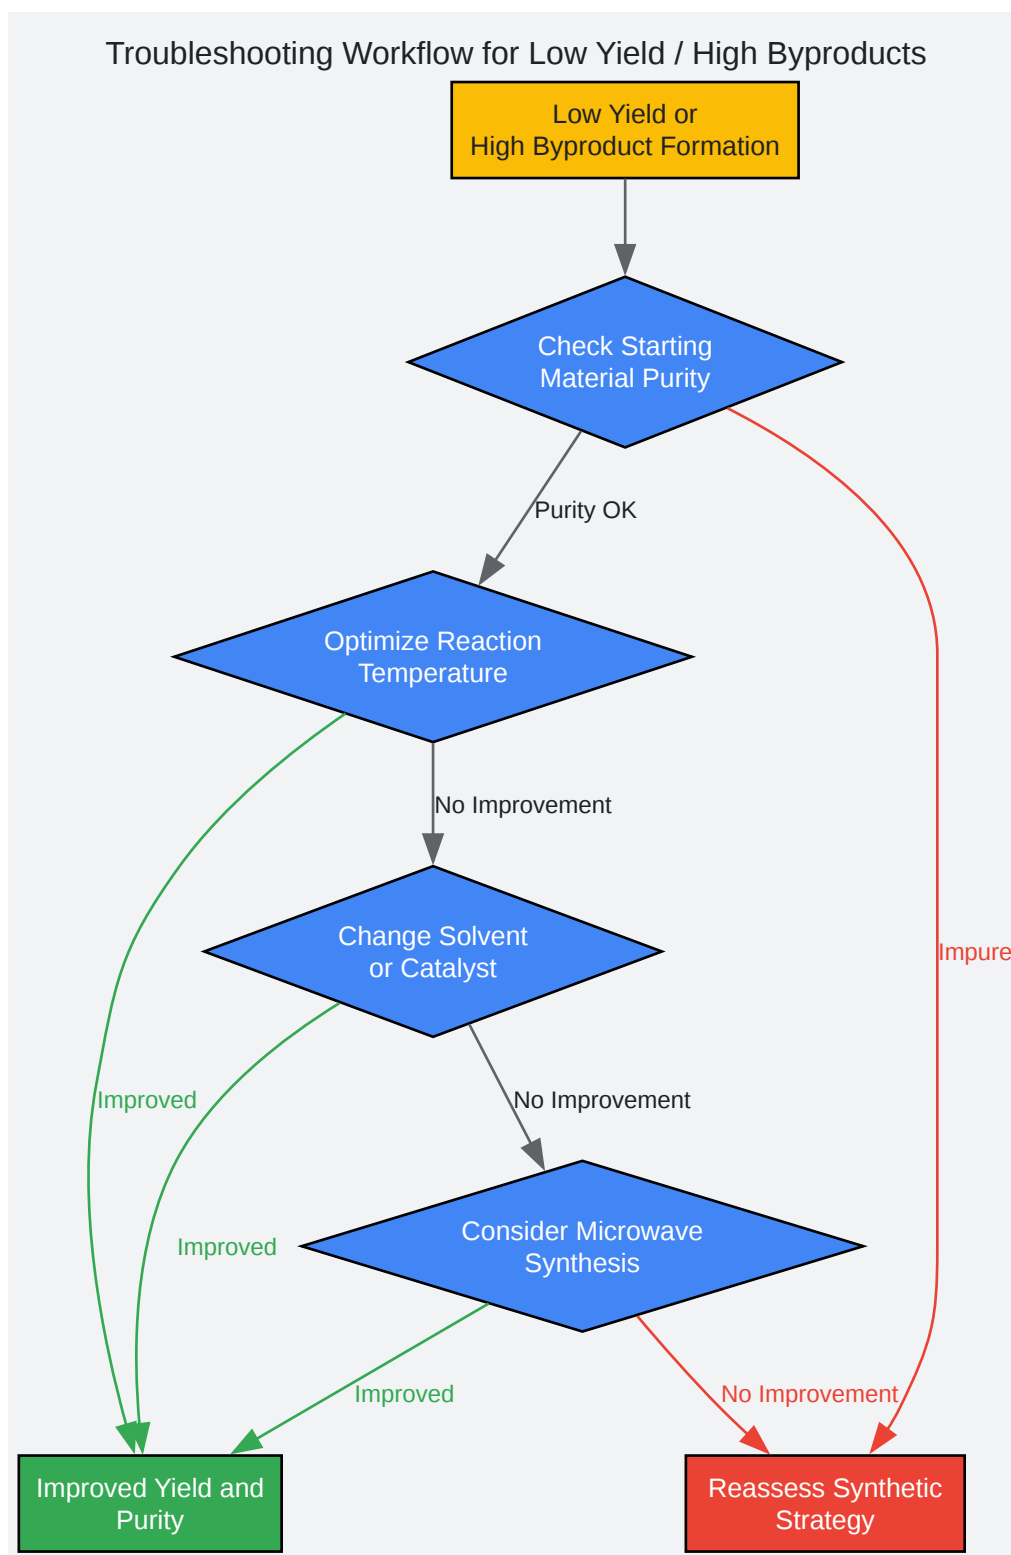 Troubleshooting Workflow for Low Yield / High Byproducts
Low Yield or
High Byproduct Formation
Check Starting
Material Purity
Purity OK
Optimize Reaction
Temperature
No Improvement
Change Solvent
or Catalyst
Impure
Improved
No Improvement
Consider Microwave
Synthesis
Improved
Improved
No Improvement
Improved Yield and
Purity
Reassess Synthetic
Strategy